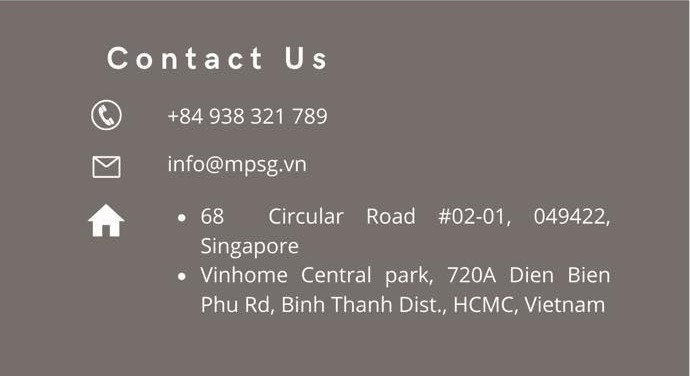 Contact Us
+84 938 321 789
info@mpsg.vn
• 68 Circular Road #02-01, 049422,
Singapore
• Vinhome Central park, 720A Dien Bien
Phu Rd, Binh Thanh Dist., HCMC, Vietnam